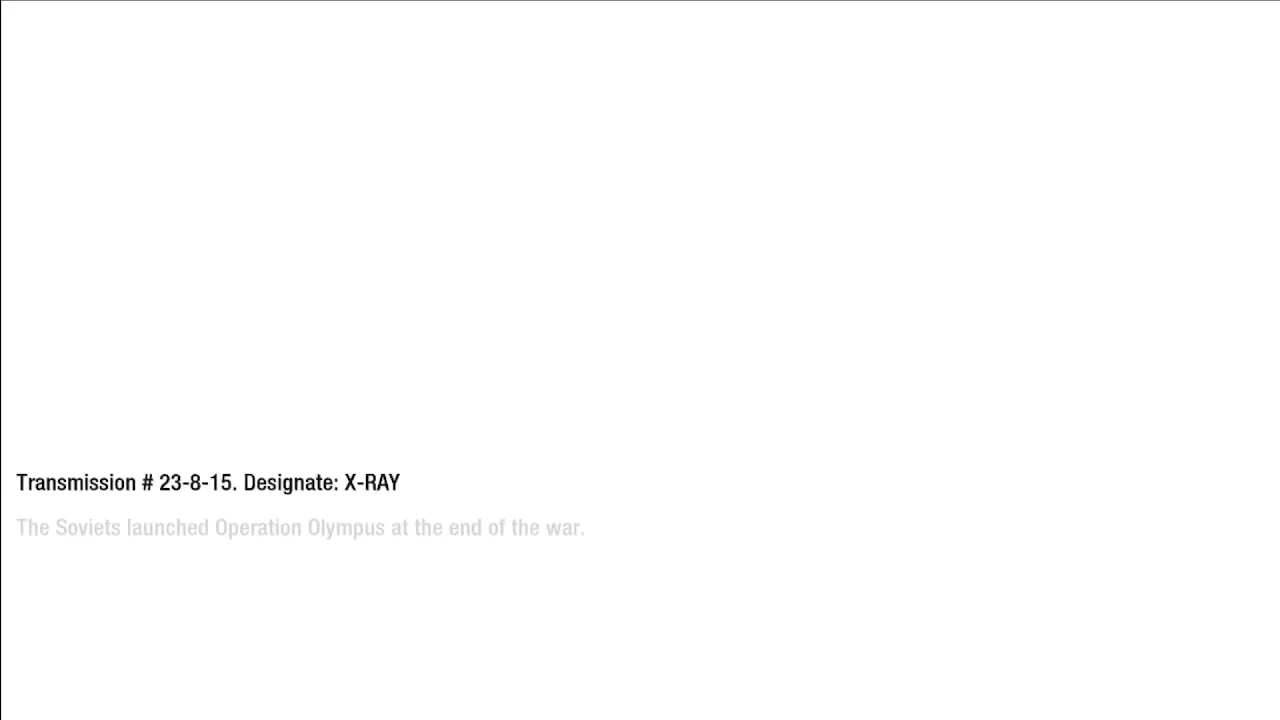 Transmission # 23-8-15. Designate: X-RAY
The Soviets launched Operation Olympus at the end of the war.